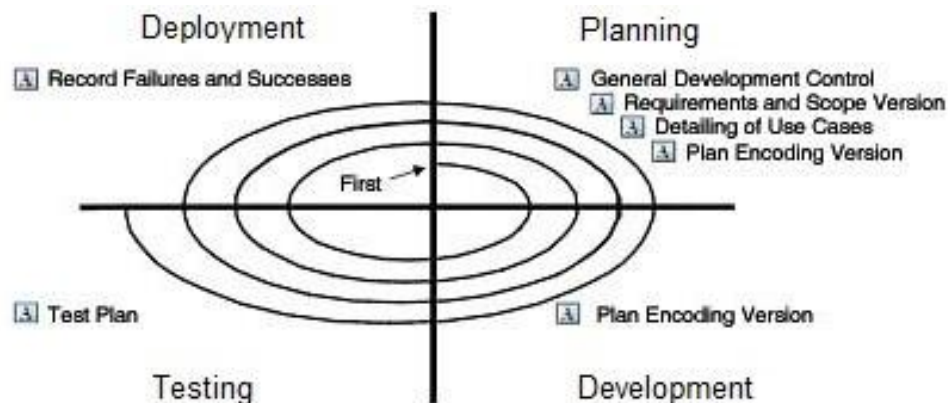 Deployment
Planning
A Record Failures and Successes
A General Development Control
A Requirements and Scope Version
A Detailing of Use Cases
A Plan Encoding Version
First
A Test Plan
A Plan Encoding Version
Testing
Development